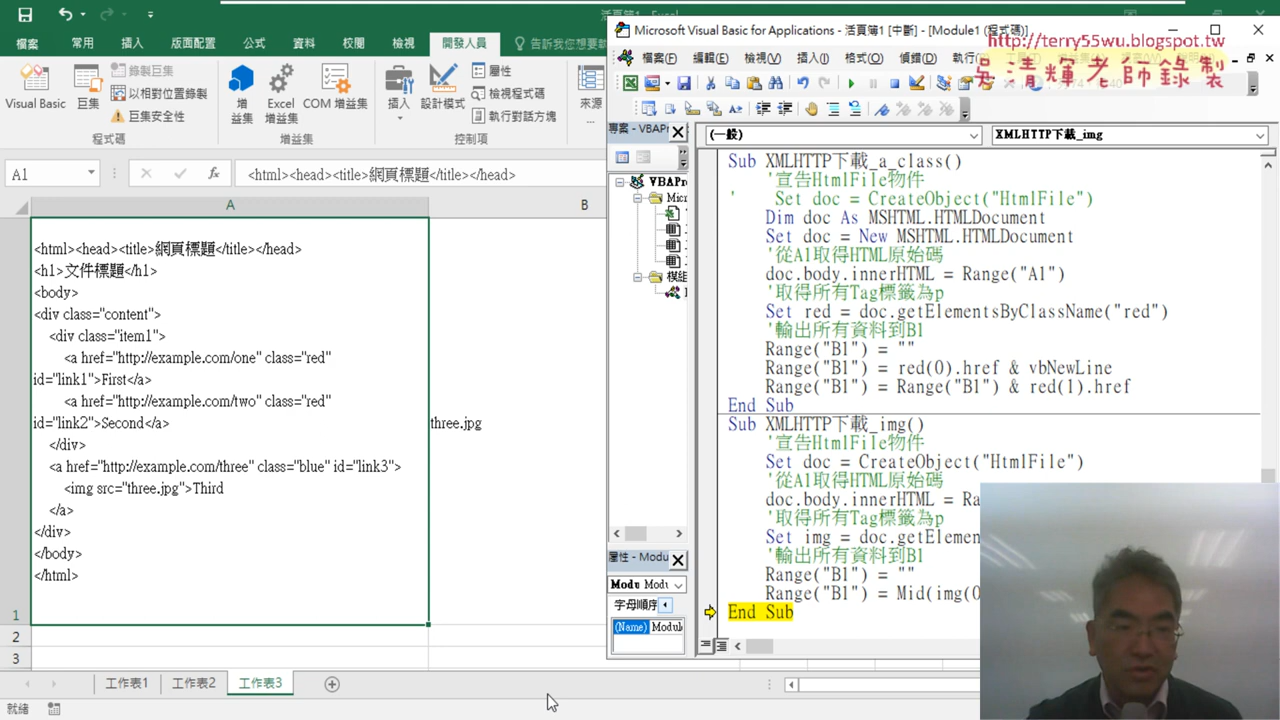 活頁簿1 - Excel
檔案 常用 插入 版面配置 公式 資料 校閱 檢視 開發人員 告訴我您想要執
Visual Basic 巨集 錄製巨集 以相對位置錄製 巨集安全性
增益集 Excel 增益集 COM 增益集
插入 設計模式 屬性 檢視程式碼 執行對話方塊 來源
程式碼 增益集 控制項
A1 fx <html><head><title>網頁標題</title></head>
A B
<html><head><title>網頁標題</title></head>
<h1>文件標題</h1>
<body>
<div class="content">
<div class="item1">
<a href="http://example.com/one" class="red"
id="link1">First</a>
<a href="http://example.com/two" class="red"
id="link2">Second</a>
three.jpg
</div>
<a href="http://example.com/three" class="blue" id="link3">
<img src="three.jpg">Third
</a>
</div>
</body>
</html>
1
2
3
工作表1 工作表2 工作表3
就緒
Microsoft Visual Basic for Applications - 活頁簿1 [中斷] - [Module1 (程式碼)]
http://terry55wu.blogspot.tw
吳清輝老師錄製
檔案(F) 編輯(E) 檢視(V) 插入(I) 格式(O) 偵錯(D) 執行
專案 - VBAPr
VBAPro
Micr
模組
屬性 - Modu
Modu Modu
字母順序
(Name) Modul
(一般) XMLHTTP下載_img
Sub XMLHTTP下載_a_class()
'宣告HtmlFile物件
' Set doc = CreateObject("HtmlFile")
Dim doc As MSHTML.HTMLDocument
Set doc = New MSHTML.HTMLDocument
'從A1取得HTML原始碼
doc.body.innerHTML = Range("A1")
'取得所有Tag標籤為p
Set red = doc.getElementsByClassName("red")
'輸出所有資料到B1
Range("B1") = ""
Range("B1") = red(0).href & vbNewLine
Range("B1") = Range("B1") & red(1).href
End Sub
Sub XMLHTTP下載_img()
'宣告HtmlFile物件
Set doc = CreateObject("HtmlFile")
'從A1取得HTML原始碼
doc.body.innerHTML = Ra
'取得所有Tag標籤為p
Set img = doc.getElemen
'輸出所有資料到B1
Range("B1") = ""
Range("B1") = Mid(img(0
End Sub